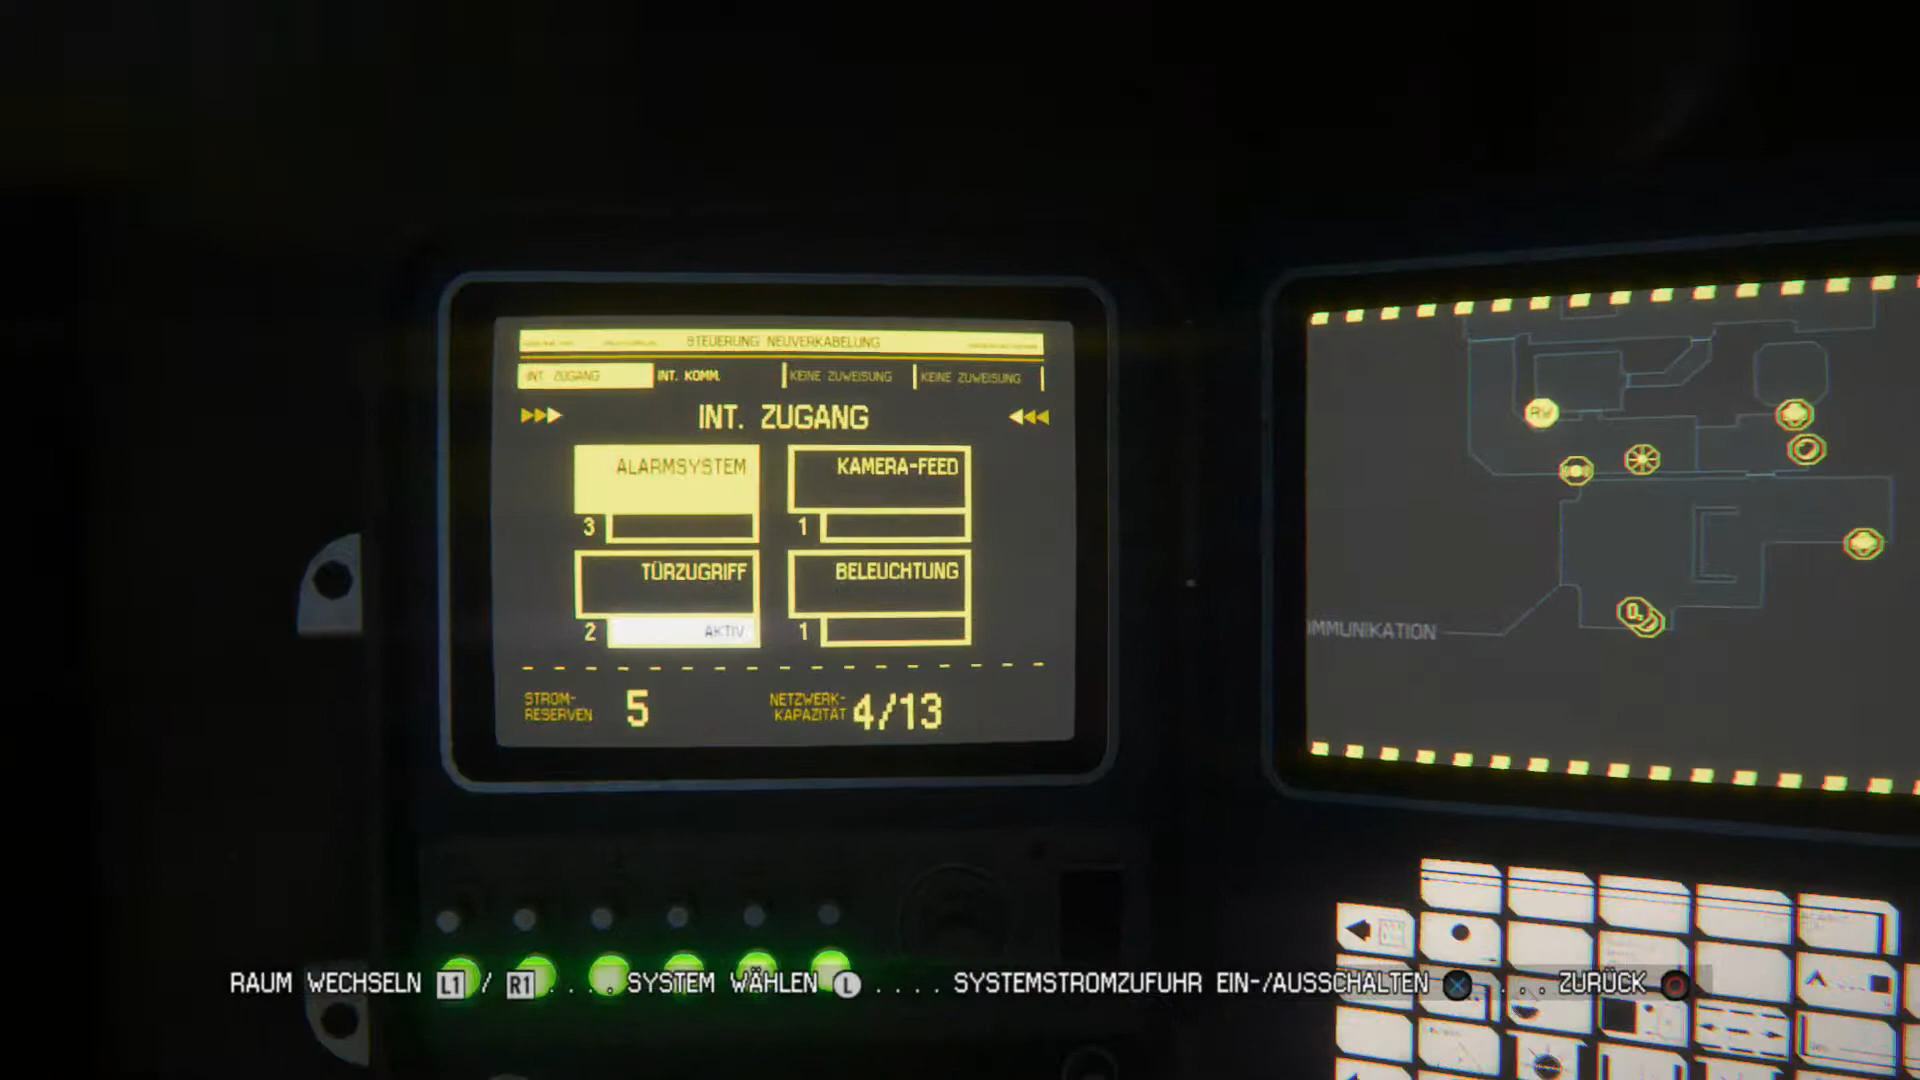 STEUERUNG NEUVERKABELUNG
INT. ZUGANG INT. KOMM. KEINE ZUWEISUNG KEINE ZUWEISUNG
INT. ZUGANG
ALARMSYSTEM KAMERA-FEED
3 1
TÜRZUGRIFF BELEUCHTUNG
2 AKTIV 1
STROM-
RESERVEN 5
NETZWERK-
KAPAZITÄT 4/13
RW
O₂
MMUNIKATION
RAUM WECHSELN L1 / R1 . . . . SYSTEM WÄHLEN L . . . . SYSTEMSTROMZUFUHR EIN-/AUSSCHALTEN . . . ZURÜCK